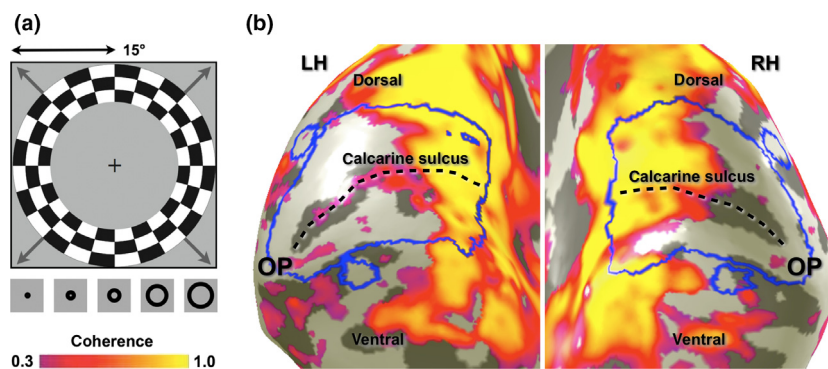 (a)
15°
Coherence
0.3
1.0
(b)
LH
Dorsal
Calcarine sulcus
OP
Ventral
RH
Dorsal
Calcarine sulcus
OP
Ventral